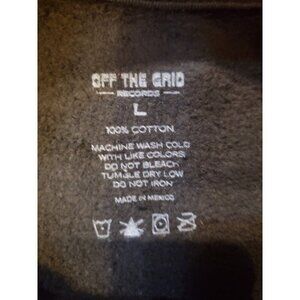 OFF THE GRID
RECORDS
L
100% COTTON
MACHINE WASH COLD
WITH LIKE COLORS
DO NOT BLEACH
TUMBLE DRY LOW
DO NOT IRON
MADE IN MEXICO